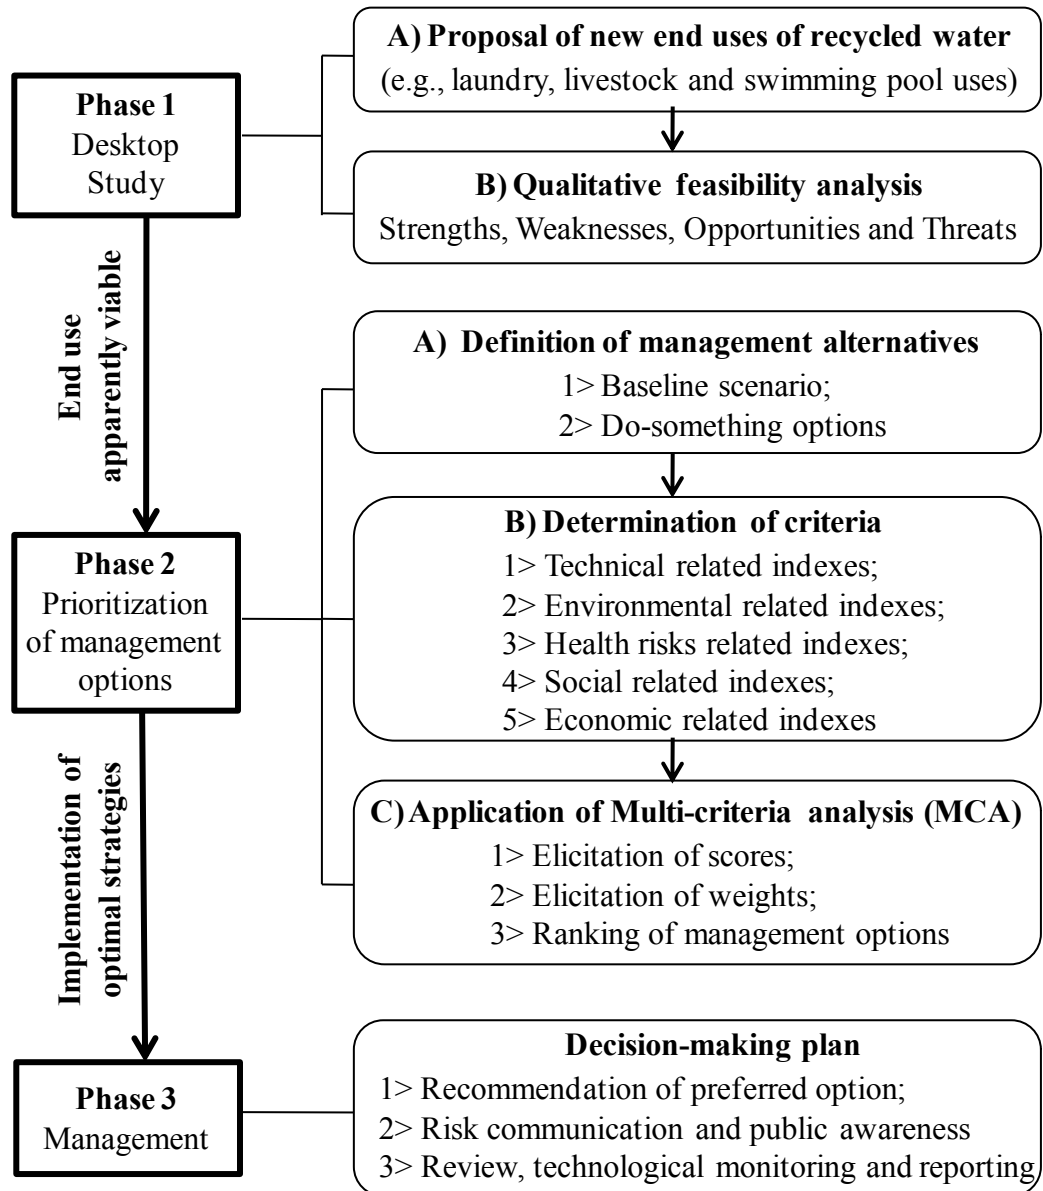 Phase 1
Desktop
Study
A) Proposal of new end uses of recycled water
(e.g., laundry, livestock and swimming pool uses)
B) Qualitative feasibility analysis
Strengths, Weaknesses, Opportunities and Threats
End use
apparently viable
Phase 2
Prioritization
of management
options
A) Definition of management alternatives
1> Baseline scenario;
2> Do-something options
B) Determination of criteria
1> Technical related indexes;
2> Environmental related indexes;
3> Health risks related indexes;
4> Social related indexes;
5> Economic related indexes
C) Application of Multi-criteria analysis (MCA)
1> Elicitation of scores;
2> Elicitation of weights;
3> Ranking of management options
Implementation of
optimal strategies
Phase 3
Management
Decision-making plan
1> Recommendation of preferred option;
2> Risk communication and public awareness
3> Review, technological monitoring and reporting